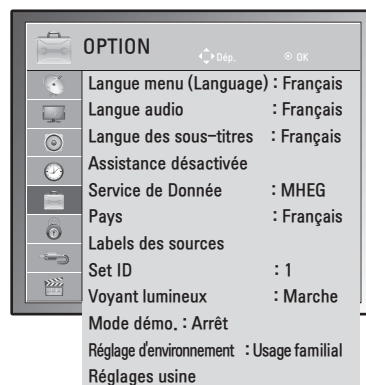 OPTION
Dép.
OK
Langue menu (Language) : Français
Langue audio : Français
Langue des sous-titres : Français
Assistance désactivée
Service de Donnée : MHEG
Pays : Français
Labels des sources
Set ID : 1
Voyant lumineux : Marche
Mode démo. : Arrêt
Réglage d'environnement : Usage familial
Réglages usine